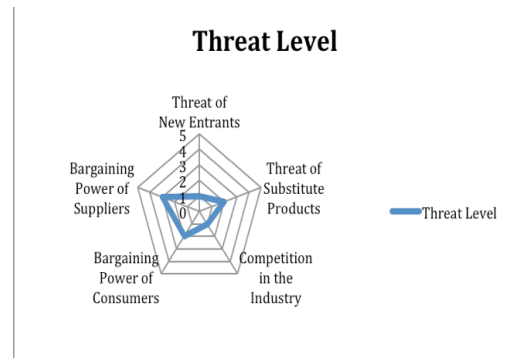 Threat Level
Threat of
New Entrants
5
4
3
2
1
0
Bargaining
Power of
Suppliers
Threat of
Substitute
Products
Threat Level
Bargaining
Power of
Consumers
Competition
in the
Industry